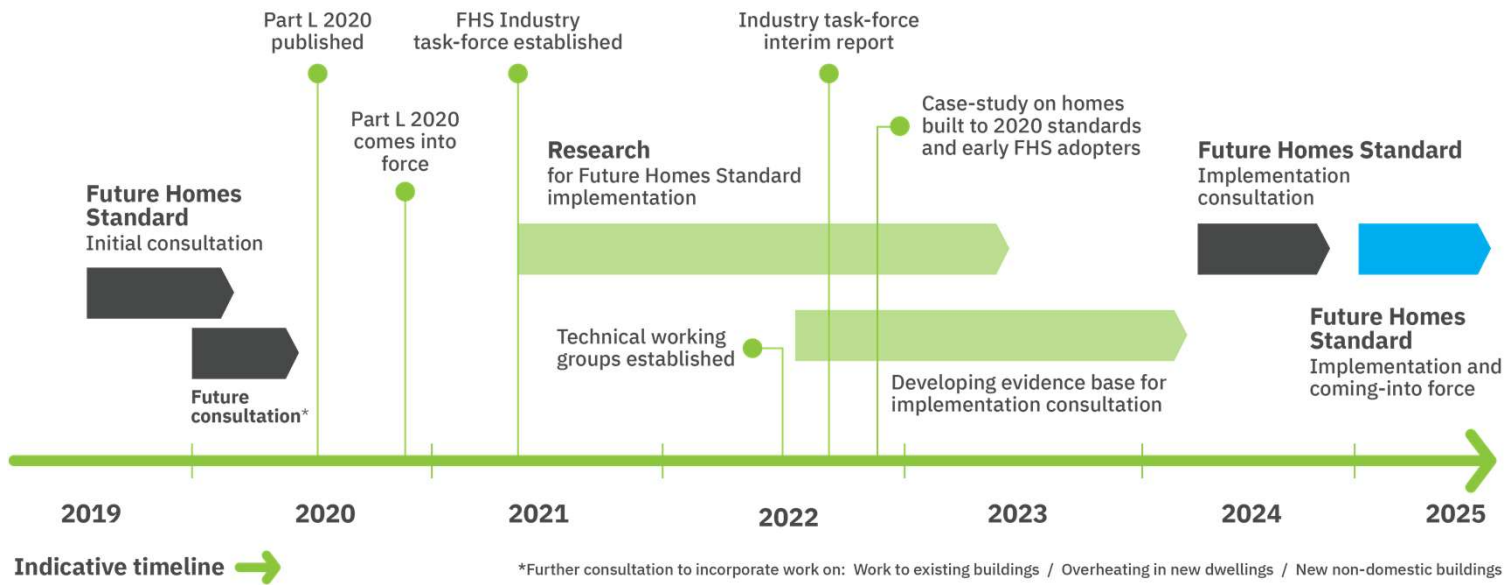 Part L 2020
published
FHS Industry
task-force established
Industry task-force
interim report
Part L 2020
comes into
force
Case-study on homes
built to 2020 standards
and early FHS adopters
Research
for Future Homes Standard
implementation
Future Homes Standard
Implementation
consultation
Future Homes
Standard
Initial consultation
Future
consultation*
Technical working
groups established
Developing evidence base for
implementation consultation
Future Homes
Standard
Implementation and
coming-into force
2019
2020
2021
2022
2023
2024
2025
Indicative timeline
*Further consultation to incorporate work on: Work to existing buildings / Overheating in new dwellings / New non-domestic buildings